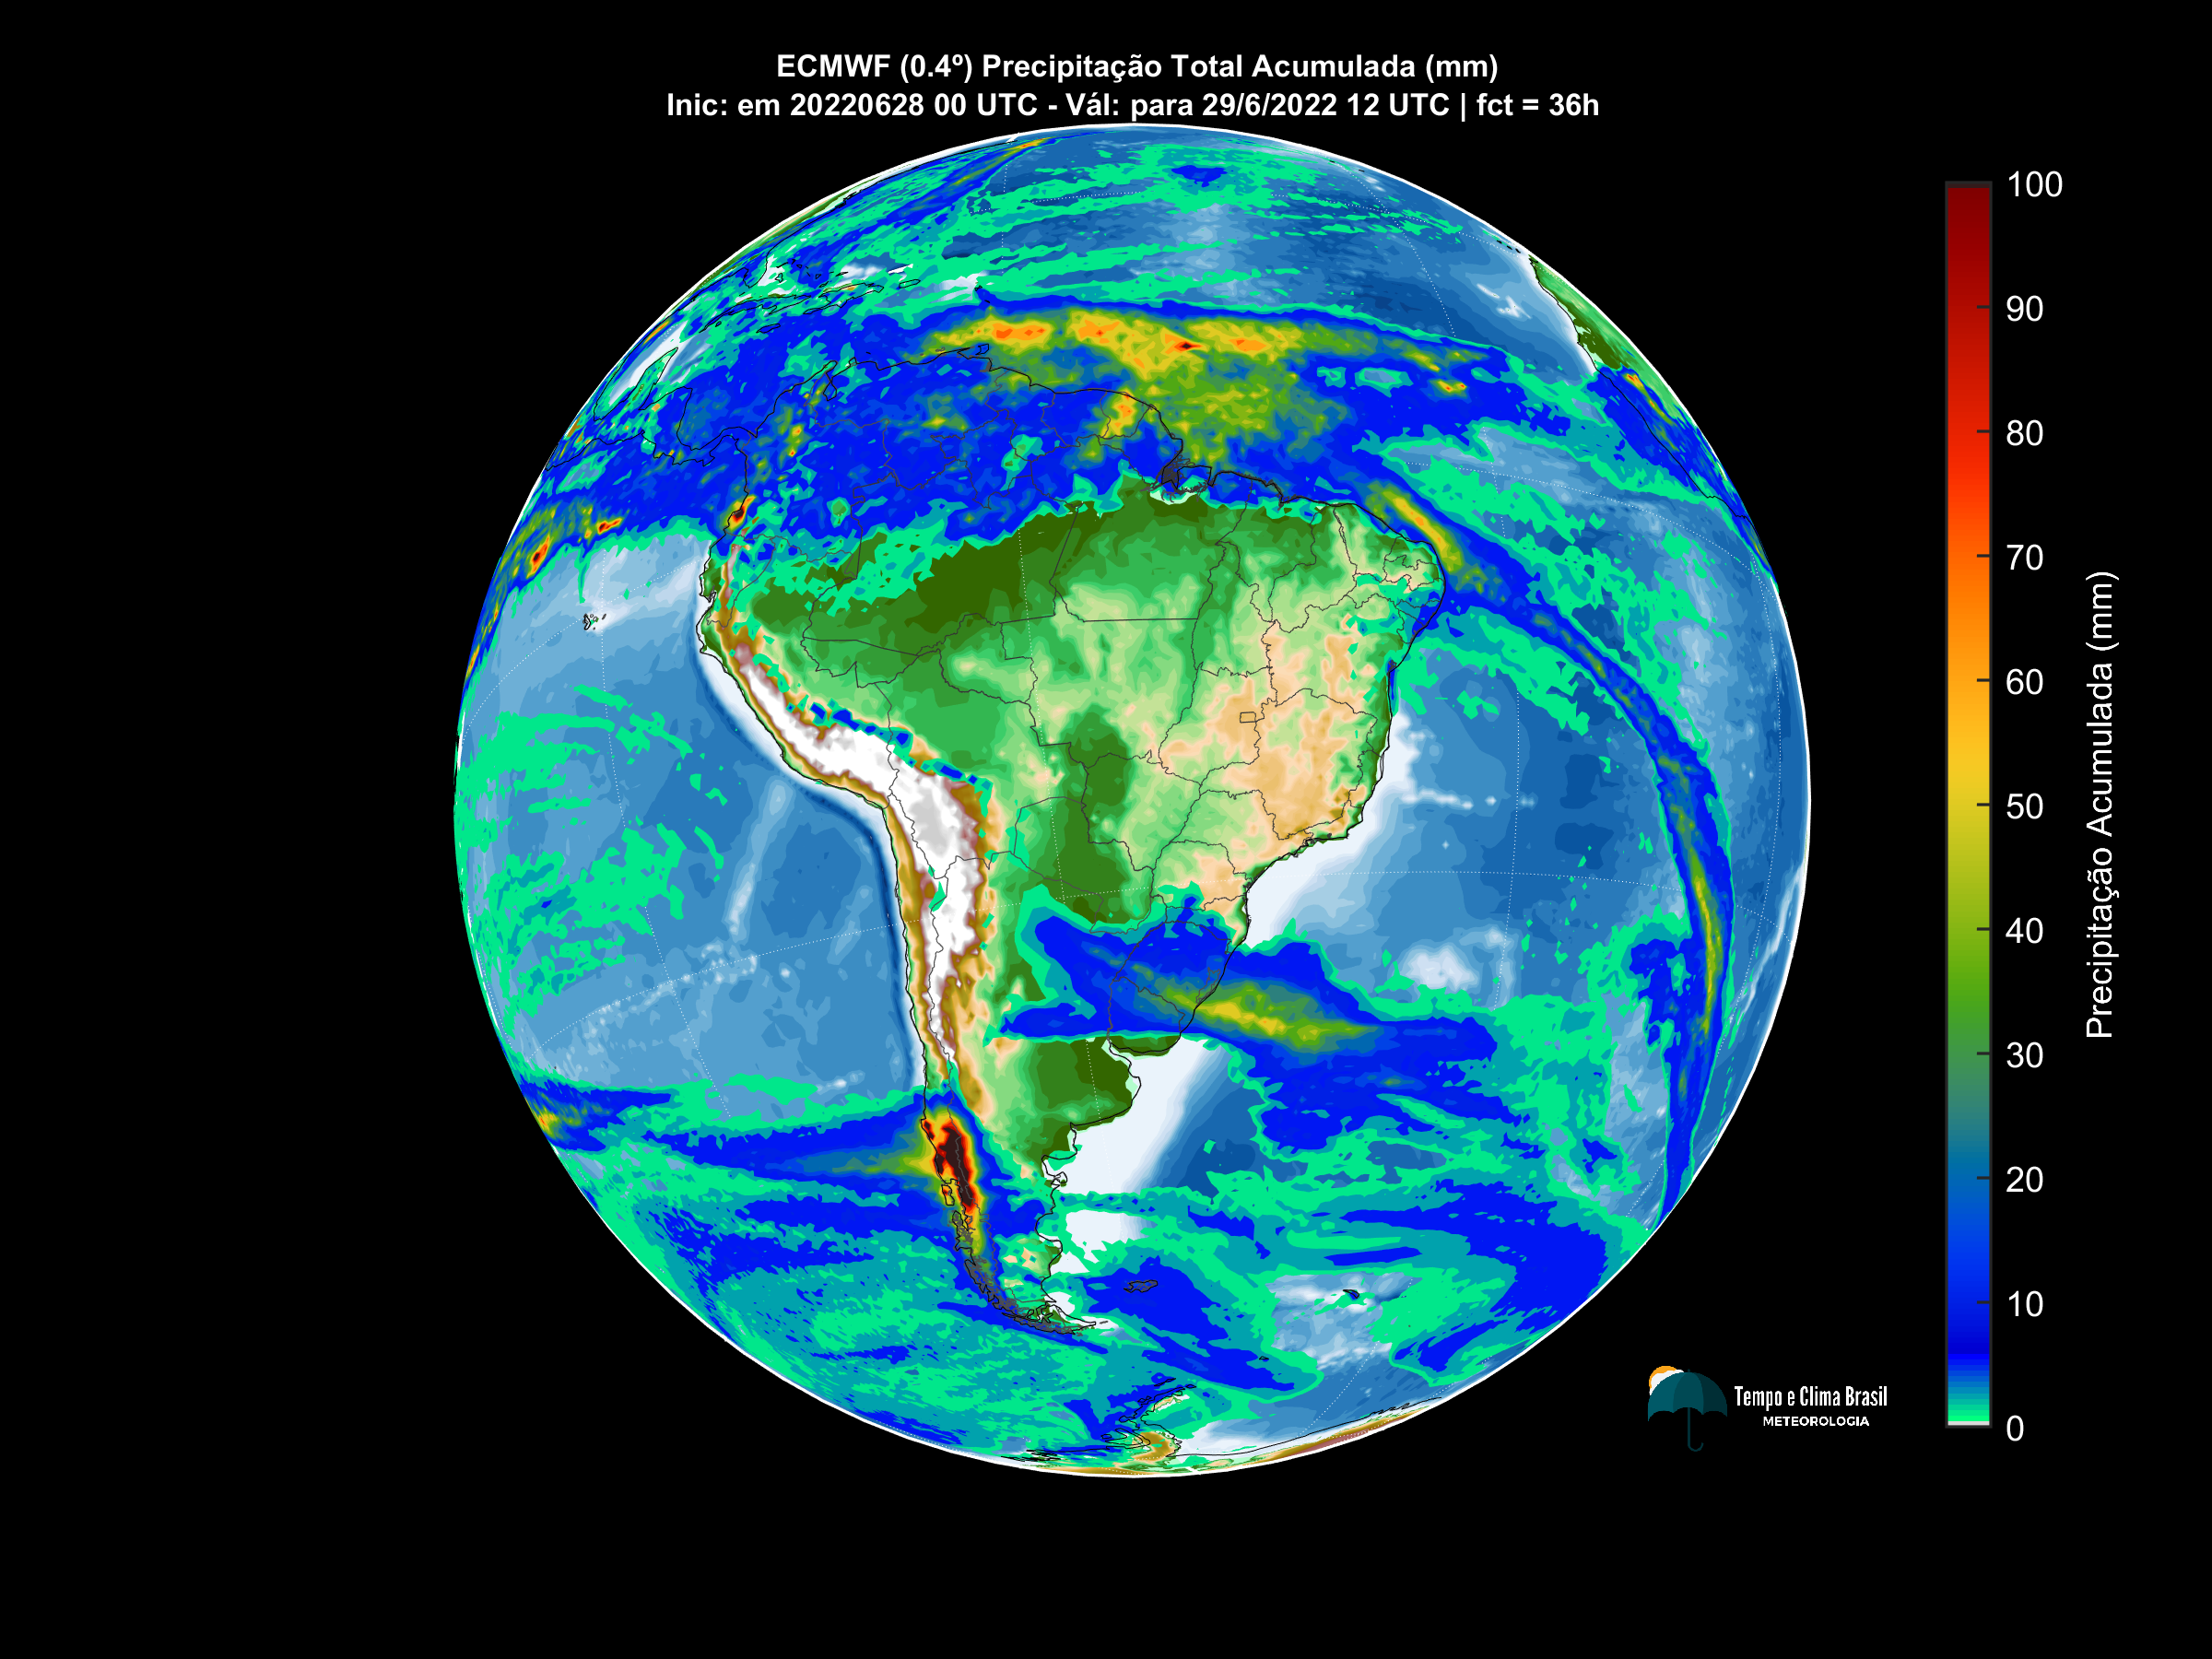 ECMWF (0.4º) Precipitação Total Acumulada (mm)
Inic: em 20220628 00 UTC - Vál: para 29/6/2022 12 UTC | fct = 36h
100
90
80
70
60
50
40
30
20
10
0
Precipitação Acumulada (mm)
Tempo e Clima Brasil
METEOROLOGIA